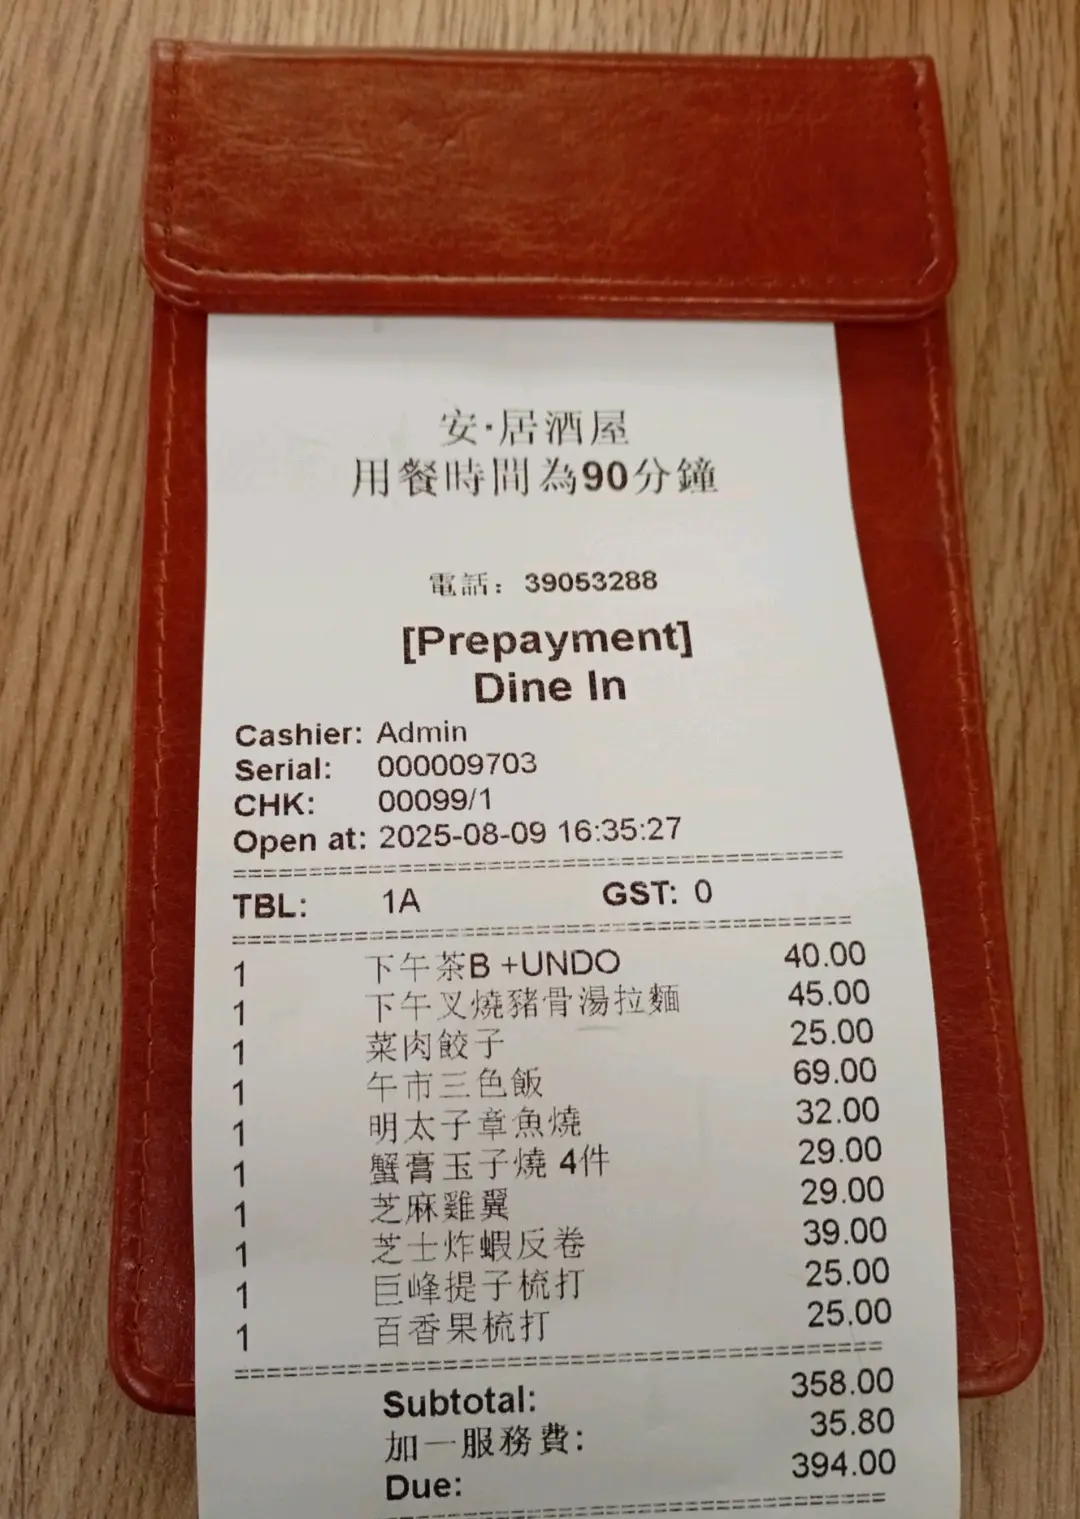 安·居酒屋
用餐時間為90分鐘
電話：39053288
[Prepayment]
Dine In
Cashier: Admin
Serial: 000009703
CHK: 00099/1
Open at: 2025-08-09 16:35:27
TBL: 1A GST: 0
1 下午茶B +UNDO 40.00
1 下午叉燒豬骨湯拉麵 45.00
1 菜肉餃子 25.00
1 午市三色飯 69.00
1 明太子章魚燒 32.00
1 蟹膏玉子燒 4件 29.00
1 芝麻雞翼 29.00
1 芝士炸蝦反卷 39.00
1 巨峰提子梳打 25.00
1 百香果梳打 25.00
Subtotal: 358.00
加一服務費: 35.80
Due: 394.00